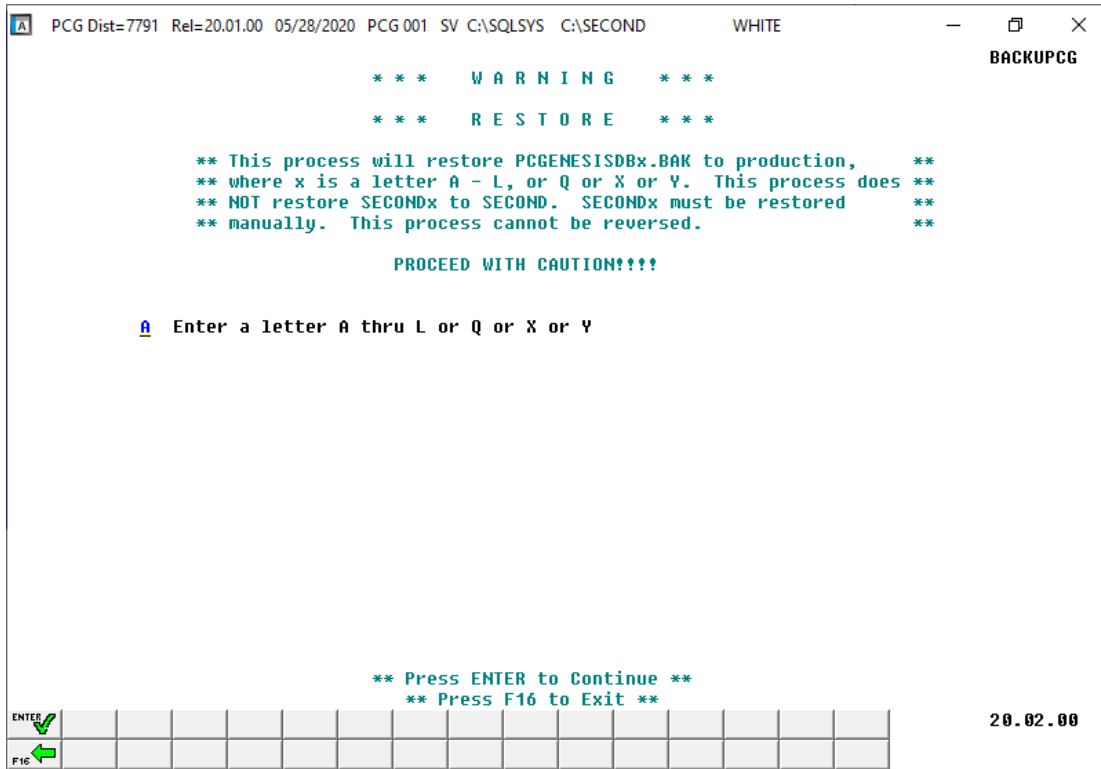 A PCG Dist=7791 Rel=20.01.00 05/28/2020 PCG 001 SV C:\SQLSYS C:\SECOND WHITE
BACKUPCG
* * * W A R N I N G * * *
* * * R E S T O R E * * *
** This process will restore PCGENESISDBx.BAK to production, **
** where x is a letter A - L, or Q or X or Y. This process does **
** NOT restore SECONDx to SECOND. SECONDx must be restored **
** manually. This process cannot be reversed. **
PROCEED WITH CAUTION!!!!
A Enter a letter A thru L or Q or X or Y
** Press ENTER to Continue **
** Press F16 to Exit **
ENTER
20.02.00
F16